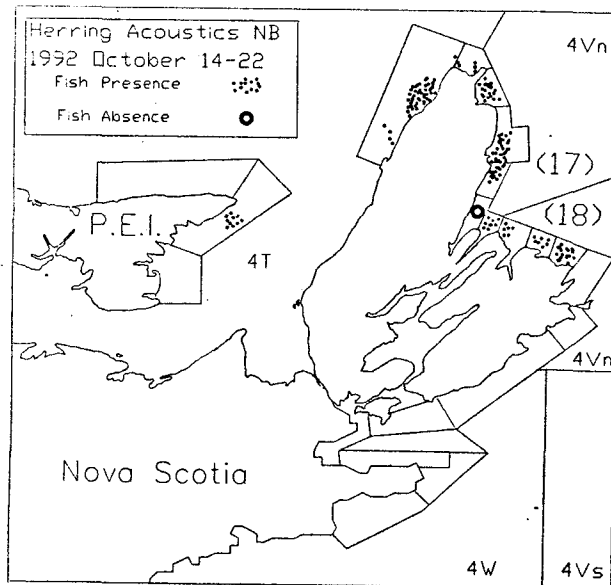 Herring Acoustics NB
1992 October 14-22
Fish Presence
Fish Absence
4Vn
(17)
(18)
P.E.I.
4T
4Vn
Nova Scotia
4W
4Vs